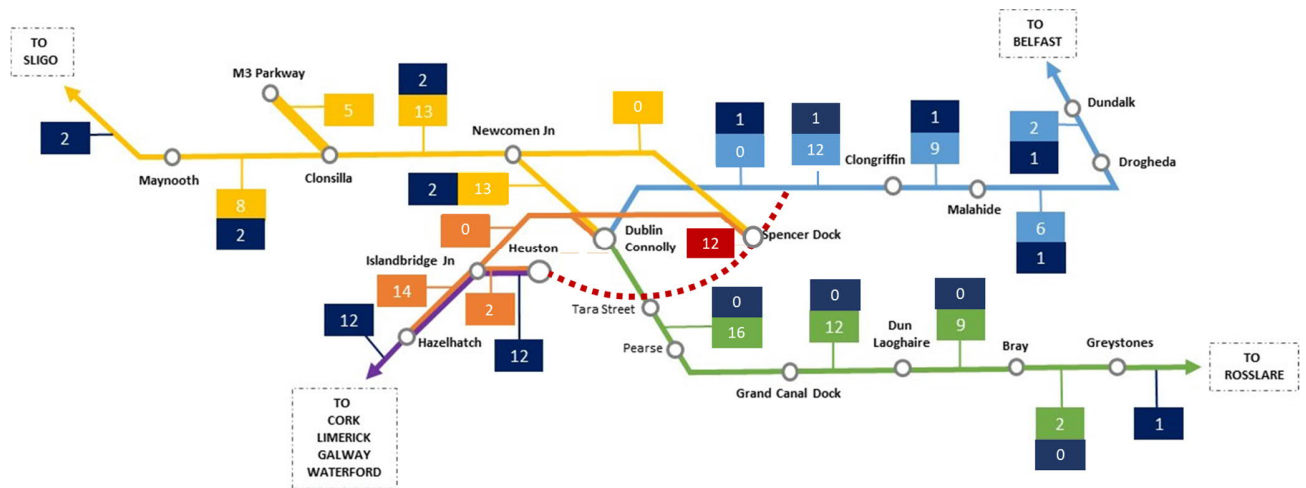 TO
SLIGO
M3 Parkway
2
5
2
13
0
Newcomen Jn
1
0
1
12
Clongriffin
1
9
TO
BELFAST
Dundalk
2
1
Drogheda
Maynooth
8
2
Clonsilla
2
13
Malahide
6
1
0
Heuston
Dublin
Connolly
12
Spencer Dock
Islandbridge Jn
14
2
12
12
Hazelhatch
Tara Street
0
16
Pearse
0
12
Dun
Laoghaire
0
9
Bray
Greystones
Grand Canal Dock
2
0
1
TO
ROSSLARE
TO
CORK
LIMERICK
GALWAY
WATERFORD